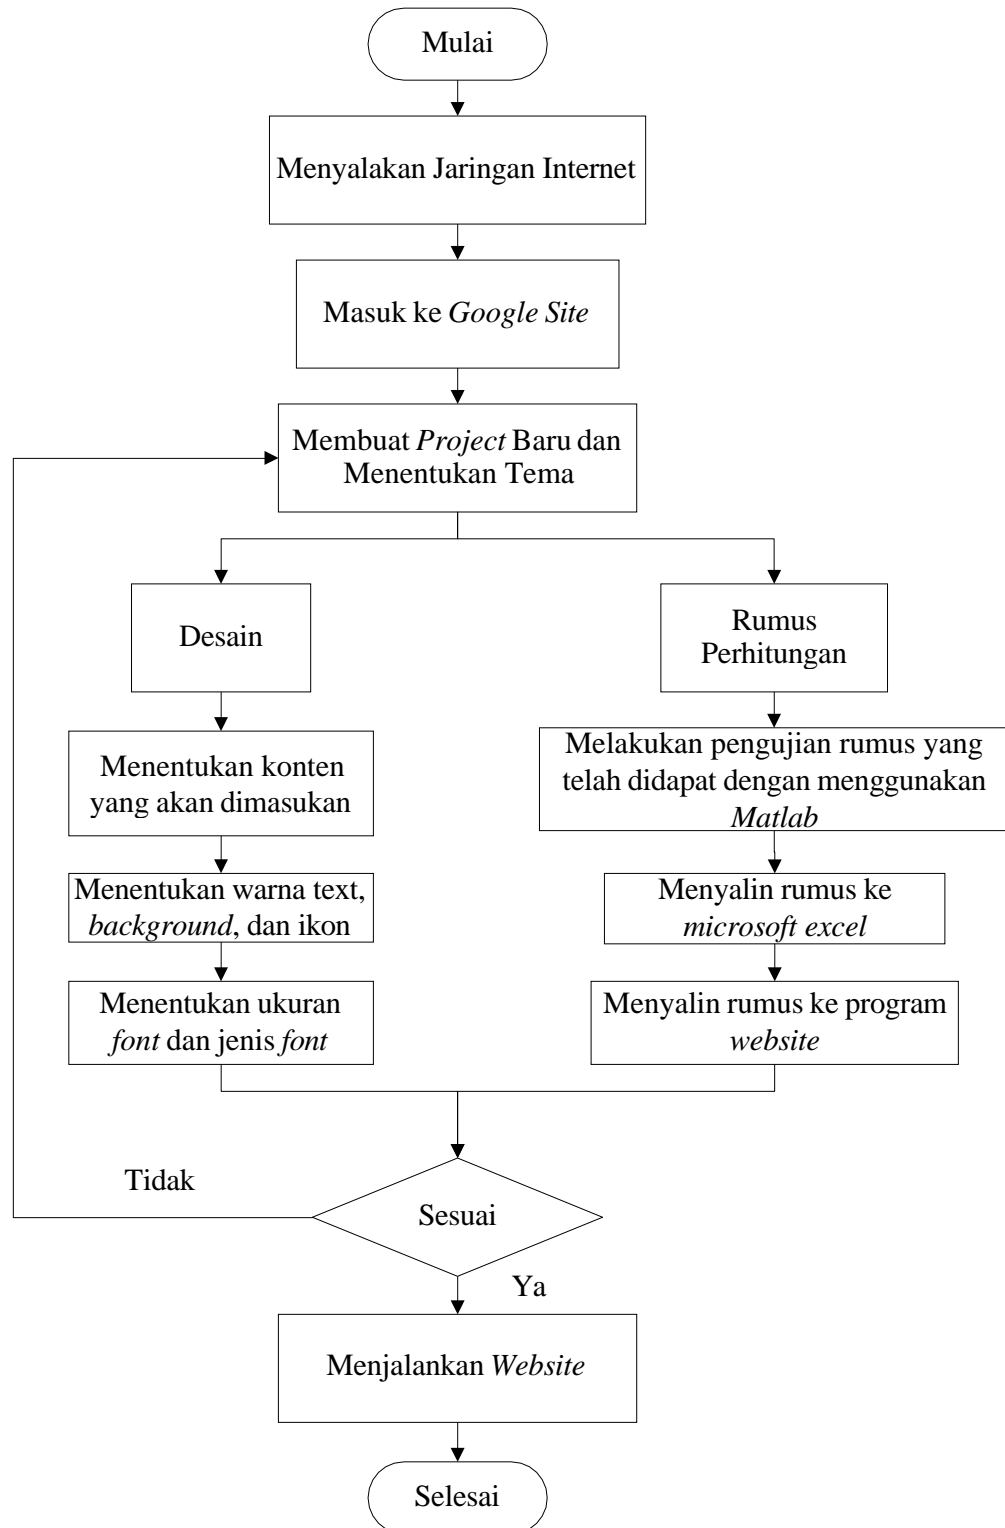 Mulai
Menyalakan Jaringan Internet
Masuk ke Google Site
Membuat Project Baru dan
Menentukan Tema
Desain
Menentukan konten
yang akan dimasukan
Menentukan warna text,
background, dan ikon
Menentukan ukuran
font dan jenis font
Rumus
Perhitungan
Melakukan pengujian rumus yang
telah didapat dengan menggunakan
Matlab
Menyalin rumus ke
microsoft excel
Menyalin rumus ke program
website
Tidak
Sesuai
Ya
Menjalankan Website
Selesai